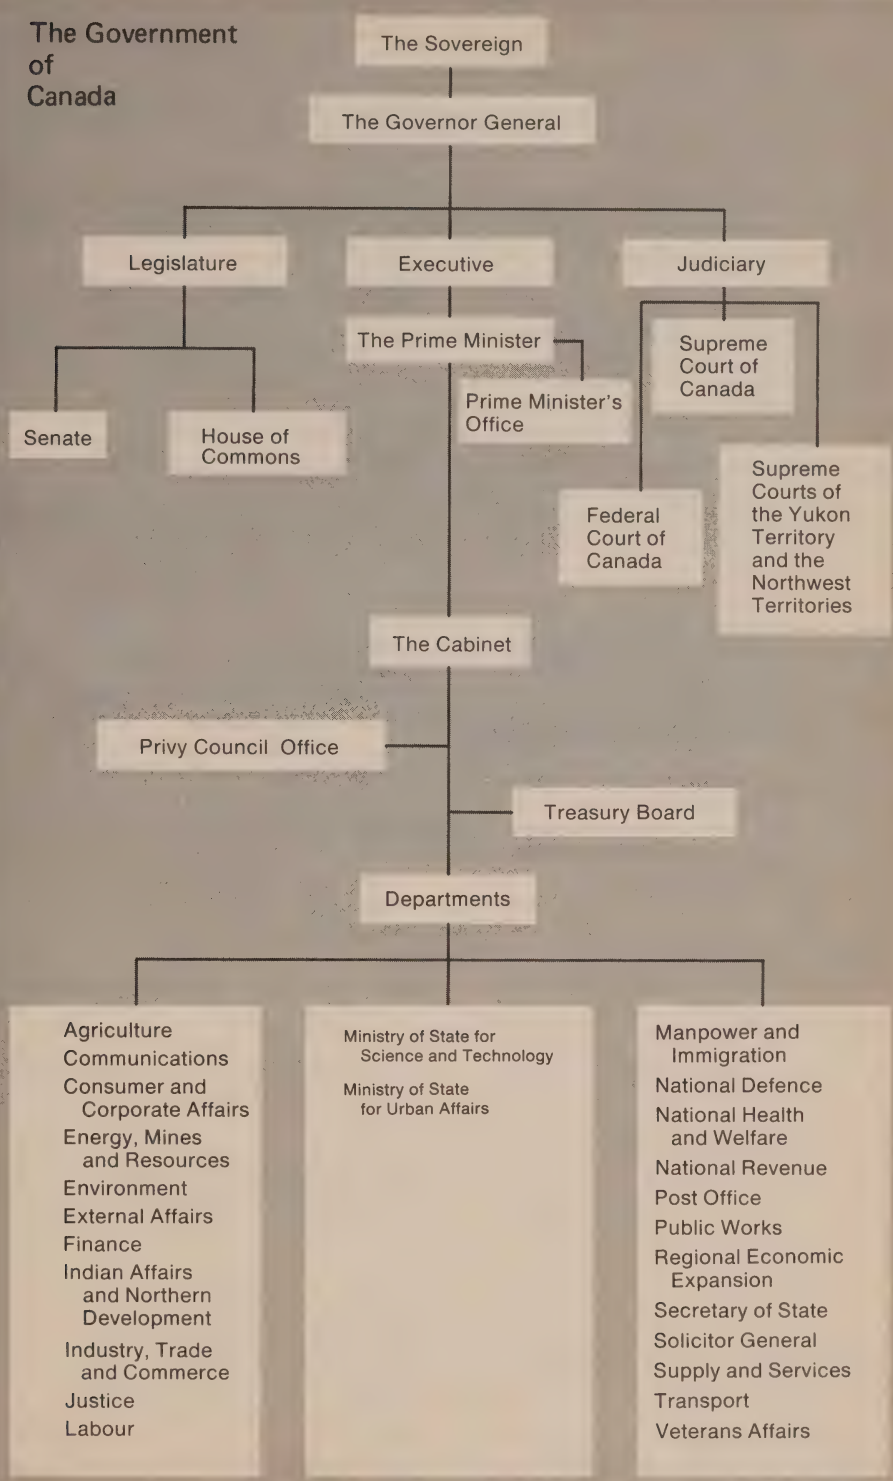 The Government
of
Canada
The Sovereign
The Governor General
Legislature
Executive
Judiciary
The Prime Minister
Prime Minister's
Office
Supreme
Court of
Canada
Senate
House of
Commons
Federal
Court of
Canada
Supreme
Courts of
the Yukon
Territory
and the
Northwest
Territories
The Cabinet
Privy Council Office
Treasury Board
Departments
Agriculture
Communications
Consumer and
Corporate Affairs
Energy, Mines
and Resources
Environment
External Affairs
Finance
Indian Affairs
and Northern
Development
Industry, Trade
and Commerce
Justice
Labour
Ministry of State for
Science and Technology
Ministry of State
for Urban Affairs
Manpower and
Immigration
National Defence
National Health
and Welfare
National Revenue
Post Office
Public Works
Regional Economic
Expansion
Secretary of State
Solicitor General
Supply and Services
Transport
Veterans Affairs